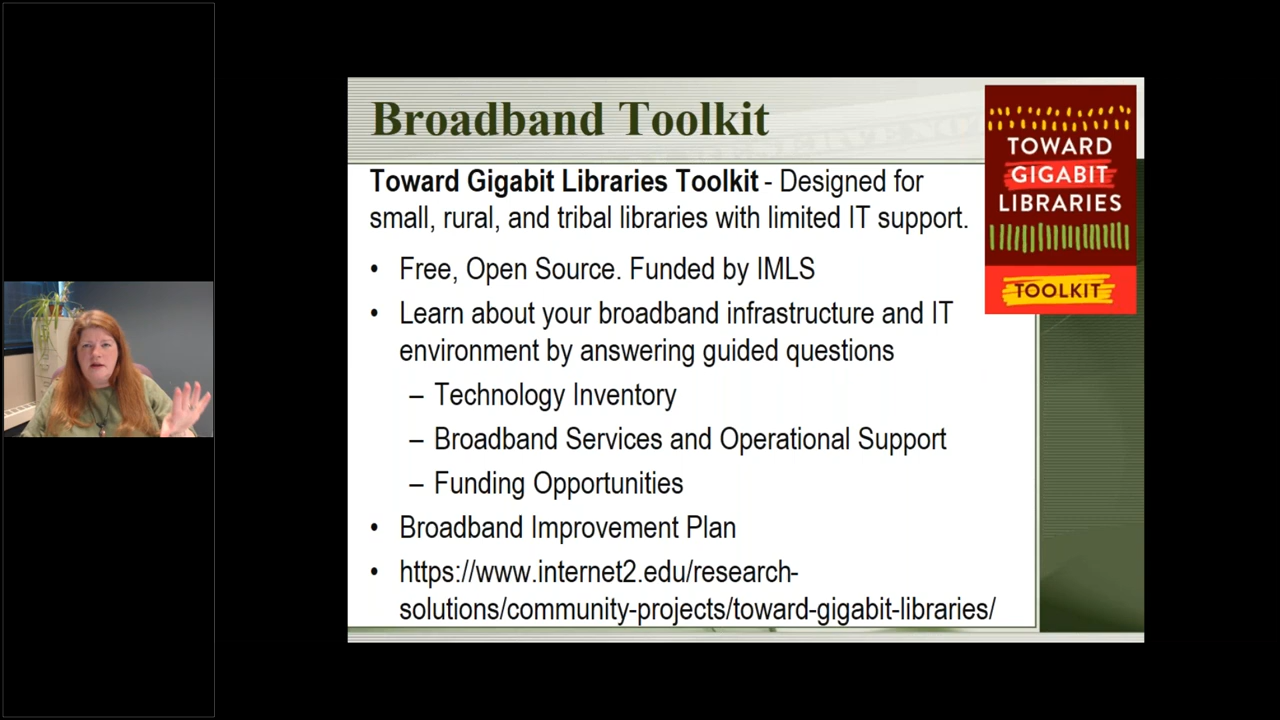 Broadband Toolkit
TOWARD
GIGABIT
LIBRARIES
TOOLKIT
Toward Gigabit Libraries Toolkit - Designed for
small, rural, and tribal libraries with limited IT support.
• Free, Open Source. Funded by IMLS
• Learn about your broadband infrastructure and IT
environment by answering guided questions
– Technology Inventory
– Broadband Services and Operational Support
– Funding Opportunities
• Broadband Improvement Plan
• https://www.internet2.edu/research-
solutions/community-projects/toward-gigabit-libraries/